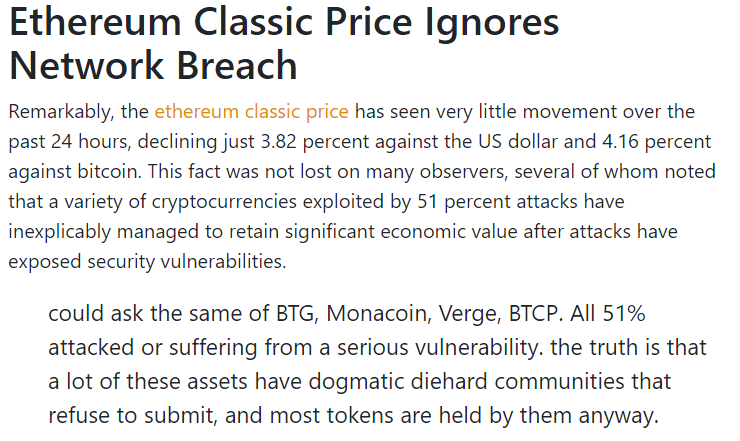 Ethereum Classic Price Ignores
Network Breach
Remarkably, the ethereum classic price has seen very little movement over the
past 24 hours, declining just 3.82 percent against the US dollar and 4.16 percent
against bitcoin. This fact was not lost on many observers, several of whom noted
that a variety of cryptocurrencies exploited by 51 percent attacks have
inexplicably managed to retain significant economic value after attacks have
exposed security vulnerabilities.
could ask the same of BTG, Monacoin, Verge, BTCP. All 51%
attacked or suffering from a serious vulnerability. the truth is that
a lot of these assets have dogmatic diehard communities that
refuse to submit, and most tokens are held by them anyway.